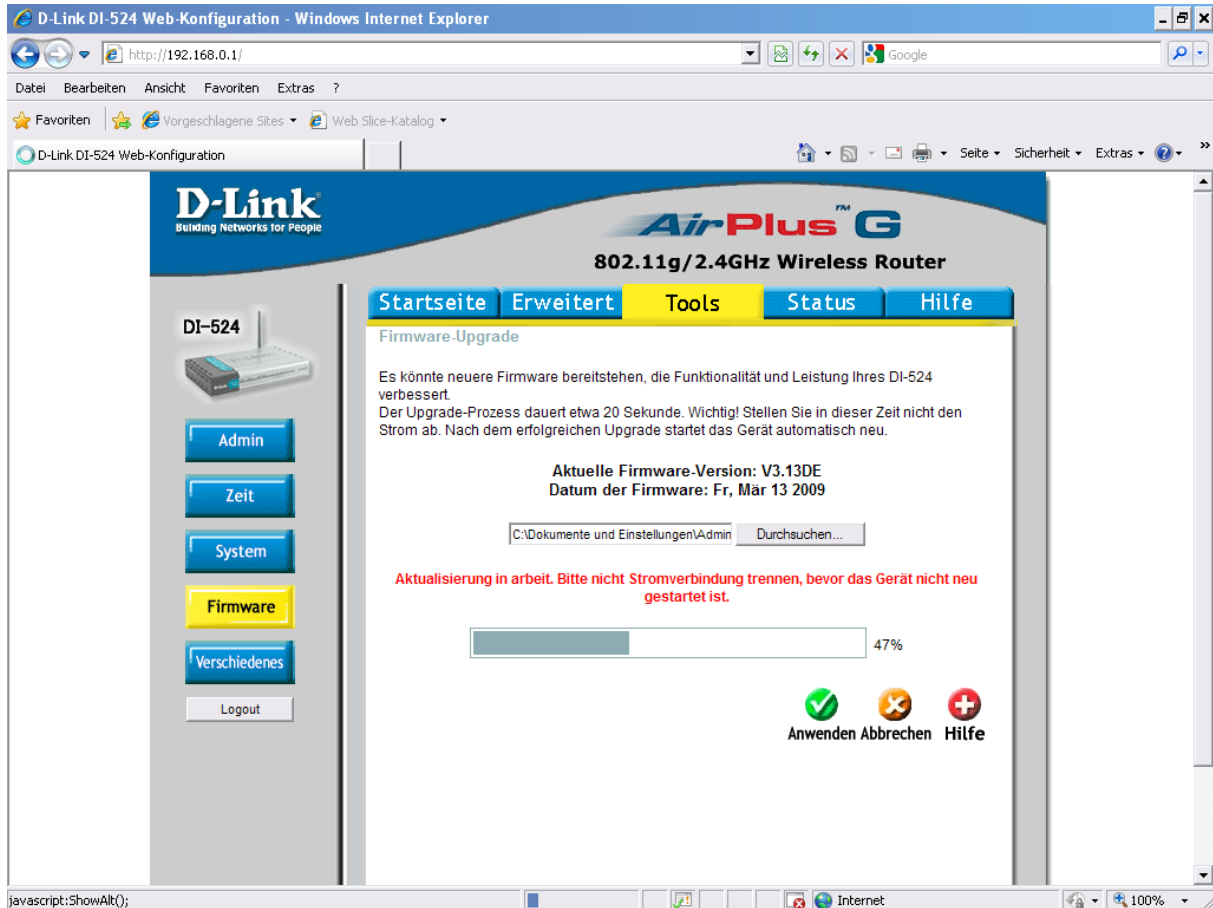 D-Link DI-524 Web-Konfiguration - Windows Internet Explorer
http://192.168.0.1/
Google
Datei Bearbeiten Ansicht Favoriten Extras ?
Favoriten Vorgeschlagene Sites Web Slice-Katalog
D-Link DI-524 Web-Konfiguration
Seite Sicherheit Extras »
D-Link
Building Networks for People
AirPlus G TM
802.11g/2.4GHz Wireless Router
Startseite Erweitert Tools Status Hilfe
DI-524
Admin
Zeit
System
Firmware
Verschiedenes
Logout
Firmware-Upgrade
Es könnte neuere Firmware bereitstehen, die Funktionalität und Leistung Ihres DI-524
verbessert.
Der Upgrade-Prozess dauert etwa 20 Sekunde. Wichtig! Stellen Sie in dieser Zeit nicht den
Strom ab. Nach dem erfolgreichen Upgrade startet das Gerät automatisch neu.
Aktuelle Firmware-Version: V3.13DE
Datum der Firmware: Fr, Mär 13 2009
C:\Dokumente und Einstellungen\Admin Durchsuchen...
Aktualisierung in arbeit. Bitte nicht Stromverbindung trennen, bevor das Gerät nicht neu
gestartet ist.
47%
Anwenden Abbrechen Hilfe
javascript:ShowAlt();
Internet
100%